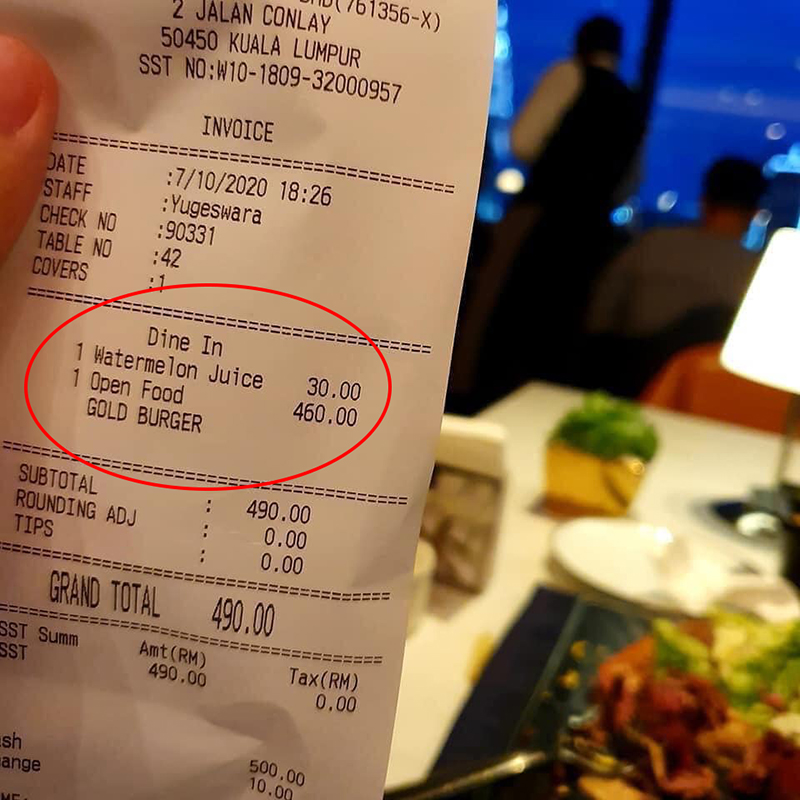 (761356-X)
2 JALAN CONLAY
50450 KUALA LUMPUR
SST NO:W10-1809-32000957
INVOICE
DATE :7/10/2020 18:26
STAFF :Yugeswara
CHECK NO :90331
TABLE NO :42
COVERS :1
Dine In
1 Watermelon Juice 30.00
1 Open Food 460.00
GOLD BURGER
SUBTOTAL : 490.00
ROUNDING ADJ : 0.00
TIPS : 0.00
GRAND TOTAL 490.00
SST Summ Amt(RM) Tax(RM)
SST 490.00 0.00
ash 500.00
ange 10.00